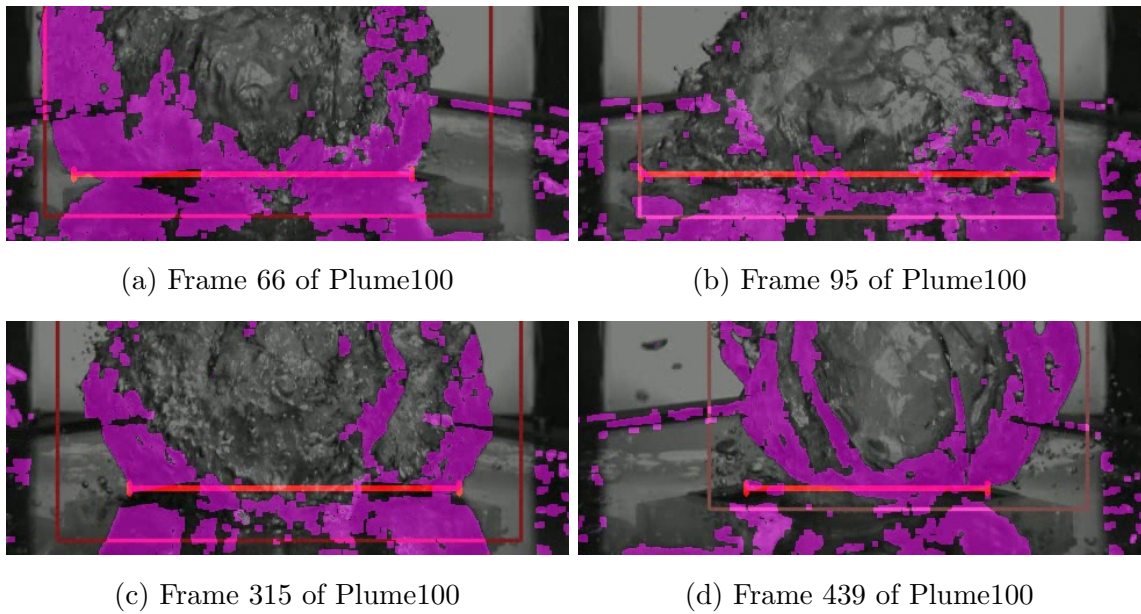 (a) Frame 66 of Plume100
(b) Frame 95 of Plume100
(c) Frame 315 of Plume100
(d) Frame 439 of Plume100